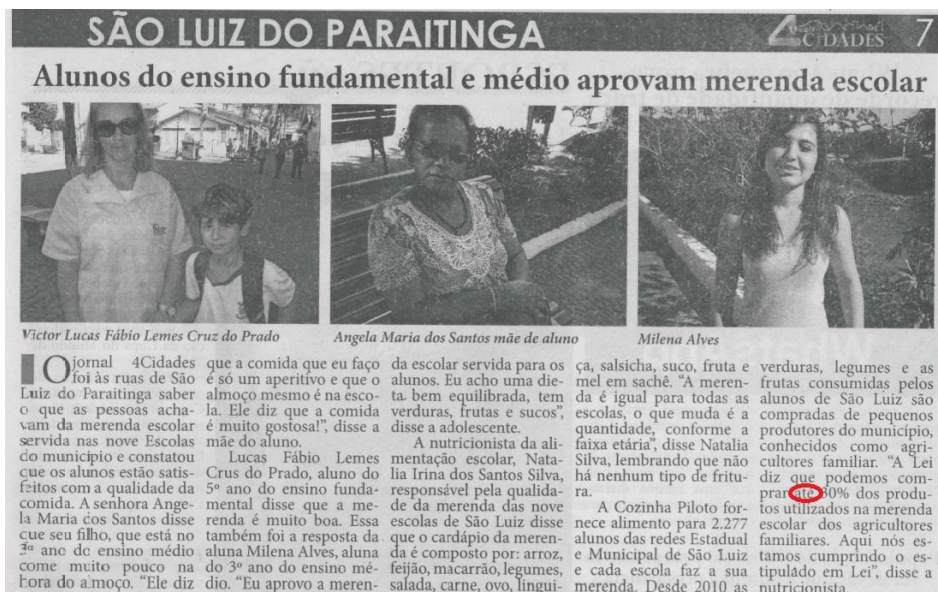 SÃO LUIZ DO PARAITINGA
4 CIDADES 7
Alunos do ensino fundamental e médio aprovam merenda escolar
Victor Lucas Fábio Lemes Cruz do Prado
Angela Maria dos Santos mãe de aluno
Milena Alves
O jornal 4Cidades
foi às ruas de São
Luiz do Paraitinga saber
o que as pessoas acha-
vam da merenda escolar
servida nas nove Escolas
do municipio e constatou
que os alunos estão satis-
feitos com a qualidade da
comida. A senhora Ange-
la Maria dos Santos disse
que seu filho, que está no
3ª ano do ensino médio
come muito pouco na
hora do almoço. "Ele diz
que a comida que eu faço
é só um aperitivo e que o
almoço mesmo é na esco-
la. Ele diz que a comida
é muito gostosa!", disse a
mãe do aluno.
Lucas Fábio Lemes
Crus do Prado, aluno do
5º ano do ensino funda-
mental disse que a me-
renda é muito boa. Essa
também foi a resposta da
aluna Milena Alves, aluna
do 3º ano do ensino mé-
dio. "Eu aprovo a meren-
da escolar servida para os
alunos. Eu acho uma die-
ta bem equilibrada, tem
verduras, frutas e sucos",
disse a adolescente.
A nutricionista da ali-
mentação escolar, Nata-
lia Irina dos Santos Silva,
responsável pela qualida-
de da merenda das nove
escolas de São Luiz disse
que o cardápio da meren-
da é composto por: arroz,
feijão, macarrão, legumes,
salada, carne, ovo, lingui-
ça, salsicha, suco, fruta e
mel em sachê. "A meren-
da é igual para todas as
escolas, o que muda é a
quantidade, conforme a
faixa etária", disse Natalia
Silva, lembrando que não
há nenhum tipo de fritu-
ra.
A Cozinha Piloto for-
nece alimento para 2.277
alunos das redes Estadual
e Municipal de São Luiz
e cada escola faz a sua
merenda. Desde 2010 as
verduras, legumes e as
frutas consumidas pelos
alunos de São Luiz são
compradas de pequenos
produtores do município,
conhecidos como agri-
cultores familiar. "A Lei
diz que podemos com-
prar até 30% dos produ-
tos utilizados na merenda
escolar dos agricultores
familiares. Aqui nós es-
tamos cumprindo o es-
tipulado em Lei", disse a
nutricionista